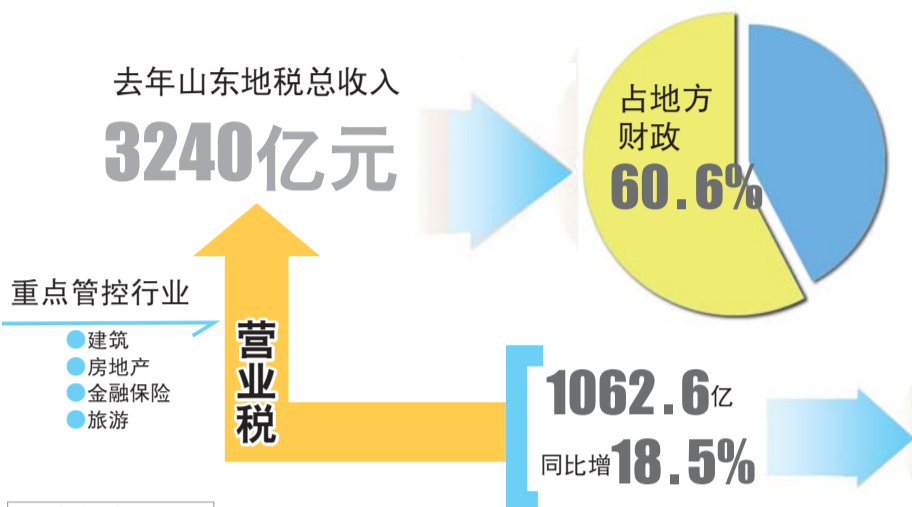 去年山东地税总收入
3240亿元
占地方
财政
60.6%
重点管控行业
建筑
房地产
金融保险
旅游
营业税
1062.6亿
同比增18.5%